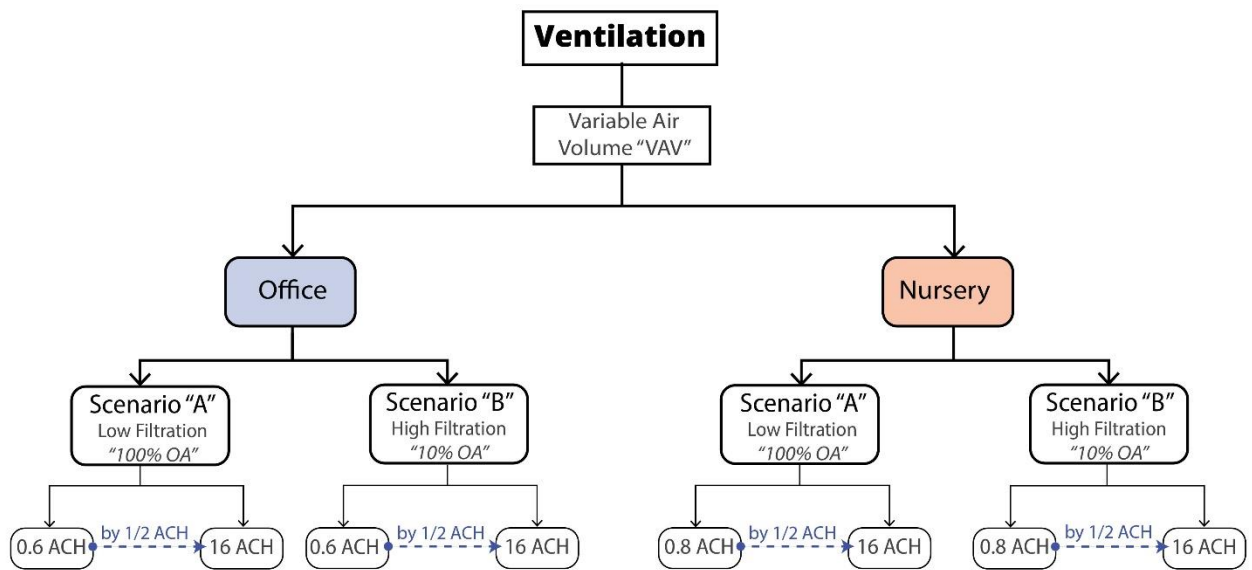 Ventilation
Variable Air
Volume “VAV”
Office
Nursery
Scenario “A”
Low Filtration
“100% OA”
Scenario “B”
High Filtration
“10% OA”
Scenario “A”
Low Filtration
“100% OA”
Scenario “B”
High Filtration
“10% OA”
0.6 ACH
by 1/2 ACH
16 ACH
0.6 ACH
by 1/2 ACH
16 ACH
0.8 ACH
by 1/2 ACH
16 ACH
0.8 ACH
by 1/2 ACH
16 ACH